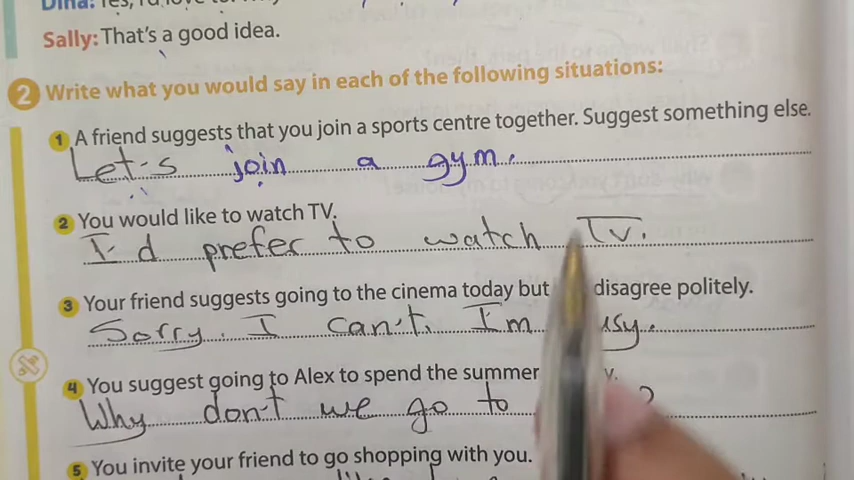 Dina: Yes, I'd love to.
Sally: That's a good idea.
2 Write what you would say in each of the following situations:
1 A friend suggests that you join a sports centre together. Suggest something else.
Let's join a gym.
2 You would like to watch TV.
I'd prefer to watch TV.
3 Your friend suggests going to the cinema today but disagree politely.
Sorry. I can't. I'm
4 You suggest going to Alex to spend the summer
Why don't we go to ?
5 You invite your friend to go shopping with you.